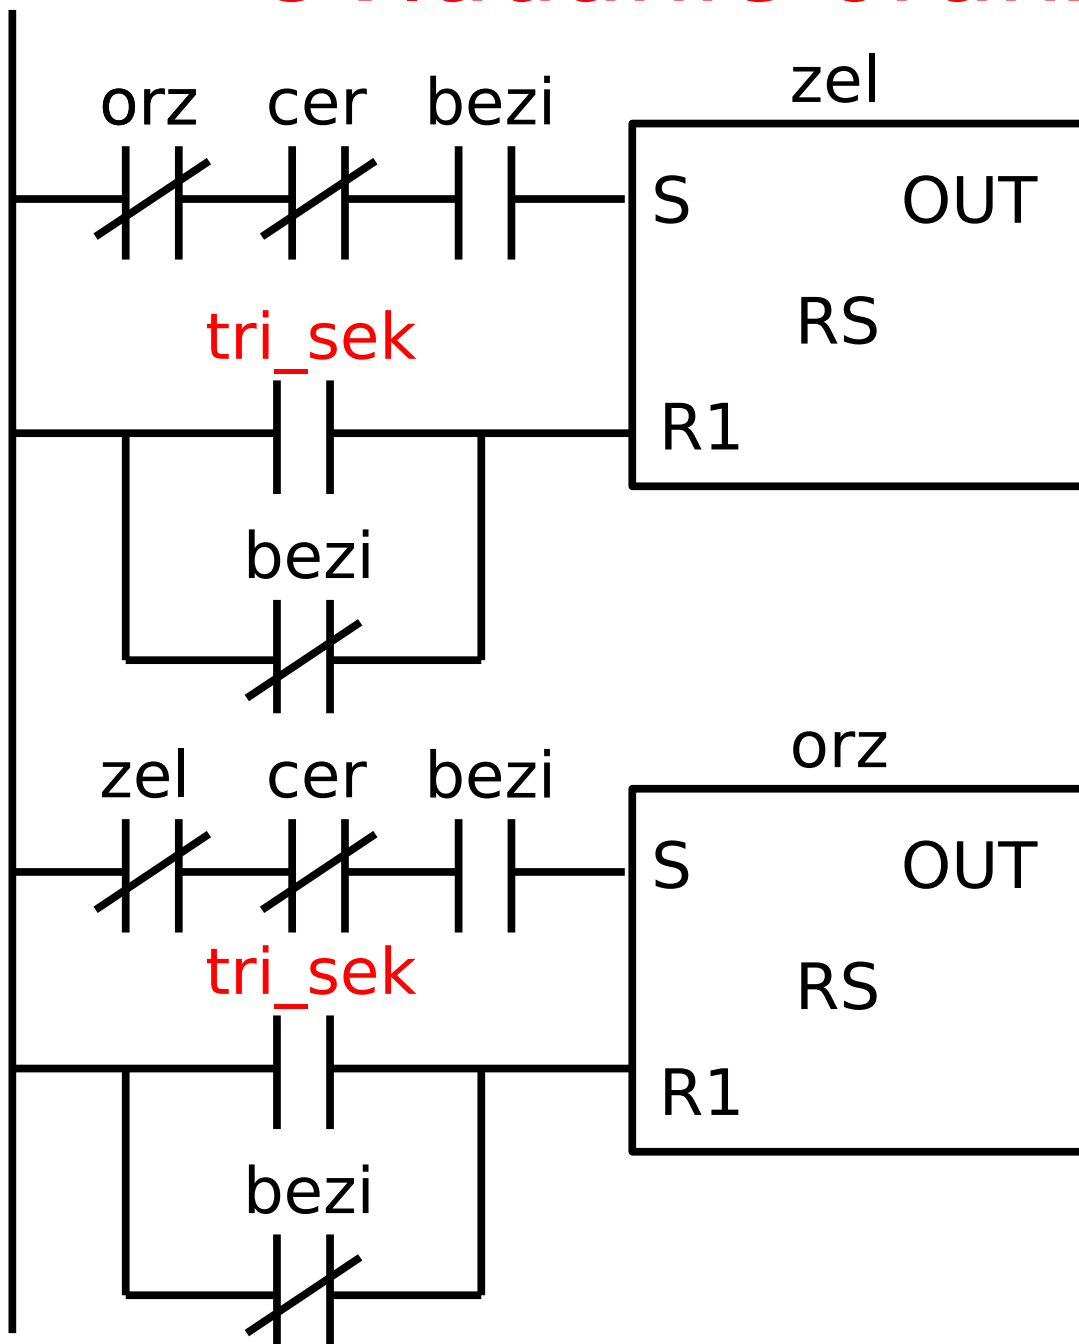 orz cer bezi
zel
S OUT
RS
tri_sek
R1
bezi
zel cer bezi
orz
S OUT
RS
tri_sek
R1
bezi